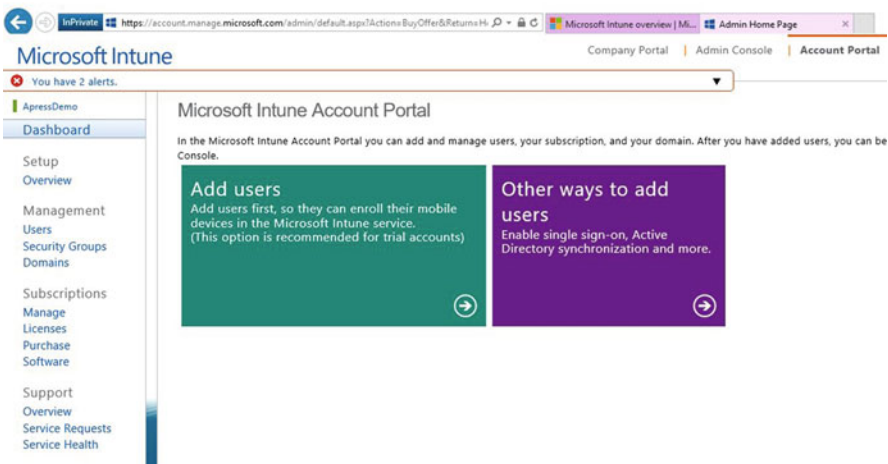 InPrivate https://account.manage.microsoft.com/admin/default.aspx?Action=BuyOffer&Return=H Microsoft Intune overview | Mi... Admin Home Page
Microsoft Intune
Company Portal | Admin Console | Account Portal
You have 2 alerts.
ApressDemo
Dashboard
Setup
Overview
Management
Users
Security Groups
Domains
Subscriptions
Manage
Licenses
Purchase
Software
Support
Overview
Service Requests
Service Health
Microsoft Intune Account Portal
In the Microsoft Intune Account Portal you can add and manage users, your subscription, and your domain. After you have added users, you can be
Console.
Add users
Add users first, so they can enroll their mobile
devices in the Microsoft Intune service.
(This option is recommended for trial accounts)
Other ways to add
users
Enable single sign-on, Active
Directory synchronization and more.